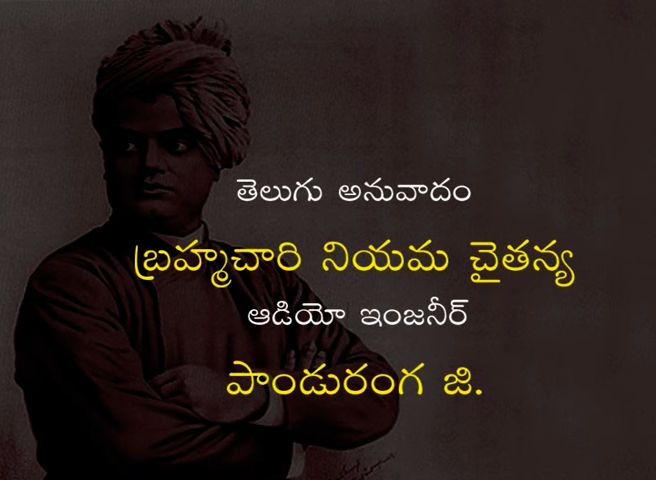 తెలుగు అనువాదం
బ్రహ్మచారి నియమ చైతన్య
ఆడియో ఇంజనీర్
పాండురంగ జి.